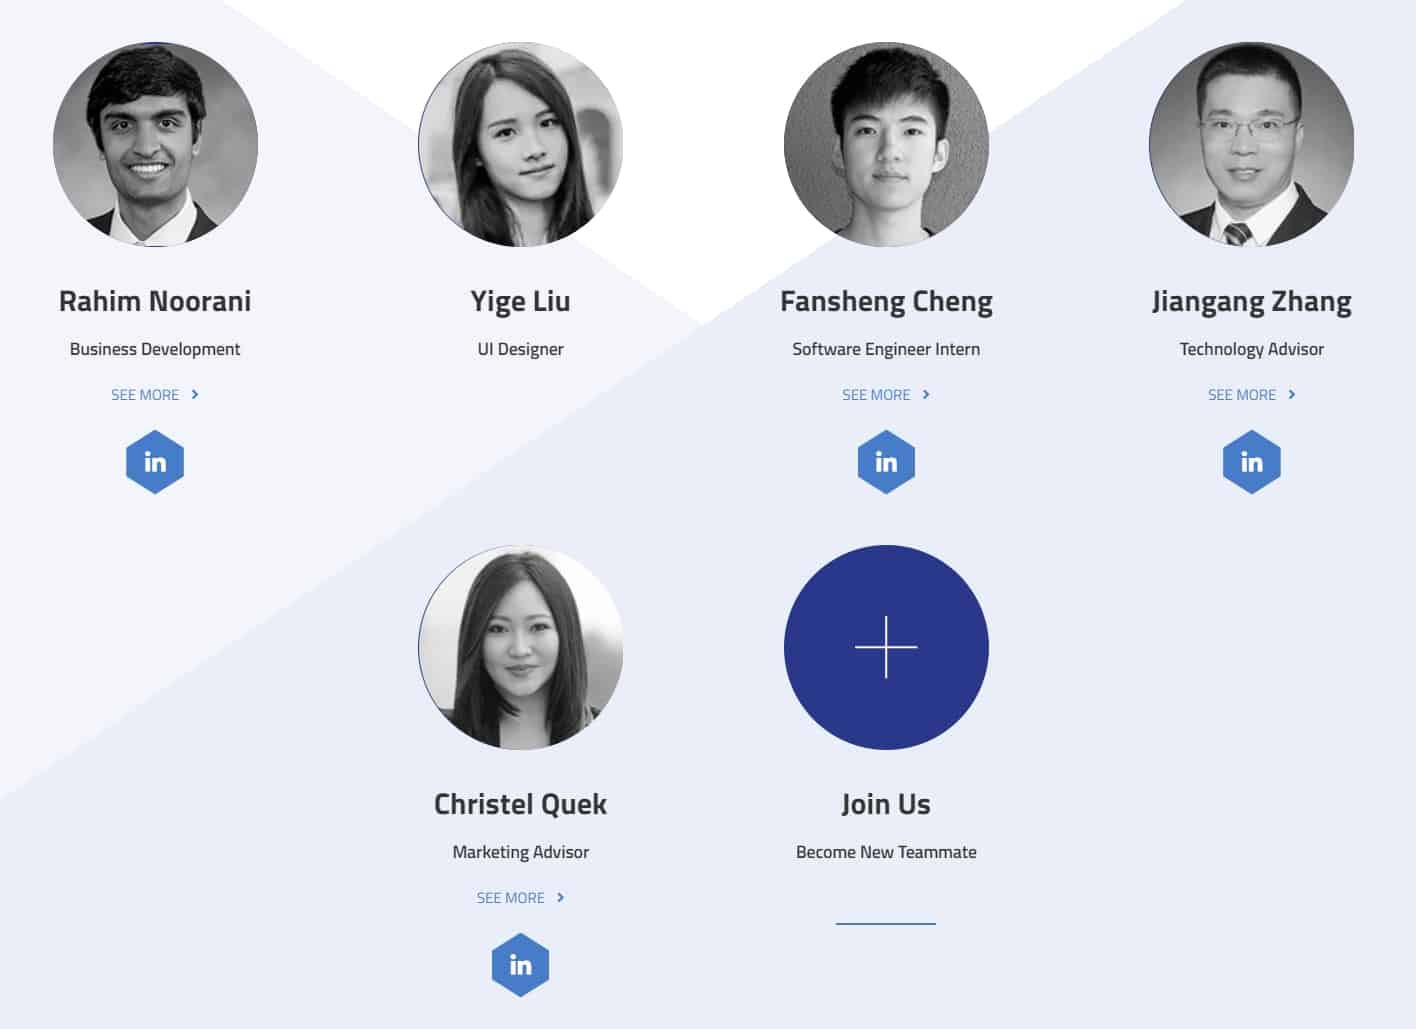 Rahim Noorani
Business Development
SEE MORE
in
Yige Liu
UI Designer
Fansheng Cheng
Software Engineer Intern
SEE MORE
in
Jiangang Zhang
Technology Advisor
SEE MORE
in
Christel Quek
Marketing Advisor
SEE MORE
in
Join Us
Become New Teammate